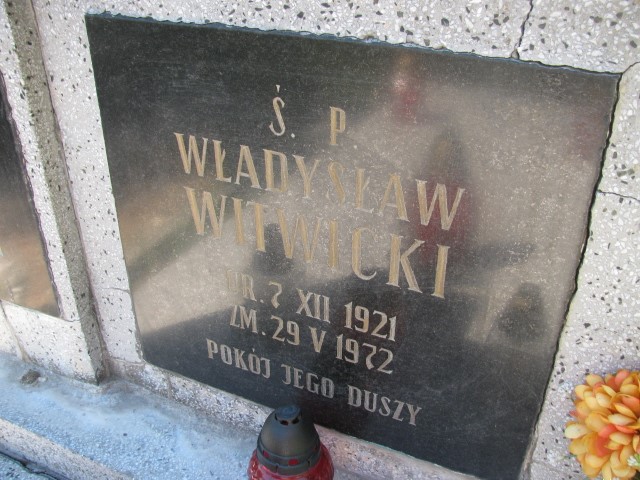 Ś. P
WŁADYSŁAW
WITWICKI
UR. 7 XII 1921
ZM. 29 V 1972
POKÓJ JEGO DUSZY